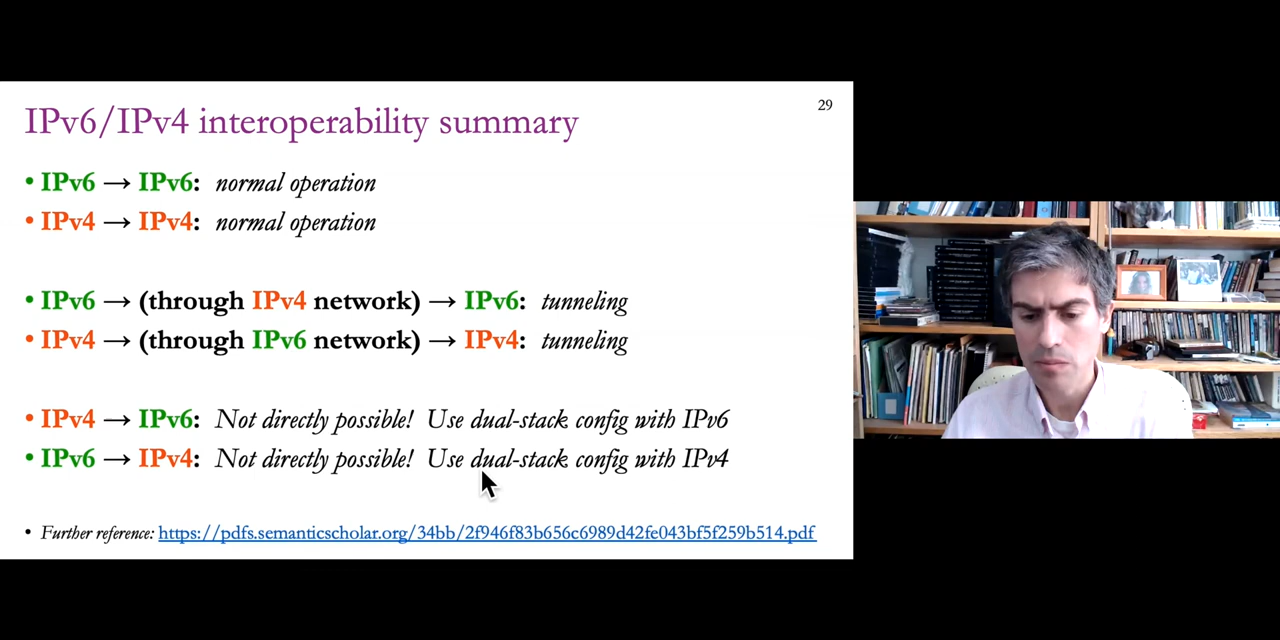 29
IPv6/IPv4 interoperability summary
• IPv6 → IPv6: normal operation
• IPv4 → IPv4: normal operation
• IPv6 → (through IPv4 network) → IPv6: tunneling
• IPv4 → (through IPv6 network) → IPv4: tunneling
• IPv4 → IPv6: Not directly possible! Use dual-stack config with IPv6
• IPv6 → IPv4: Not directly possible! Use dual-stack config with IPv4
• Further reference: https://pdfs.semanticscholar.org/34bb/2f946f83b656c6989d42fe043bf5f259b514.pdf